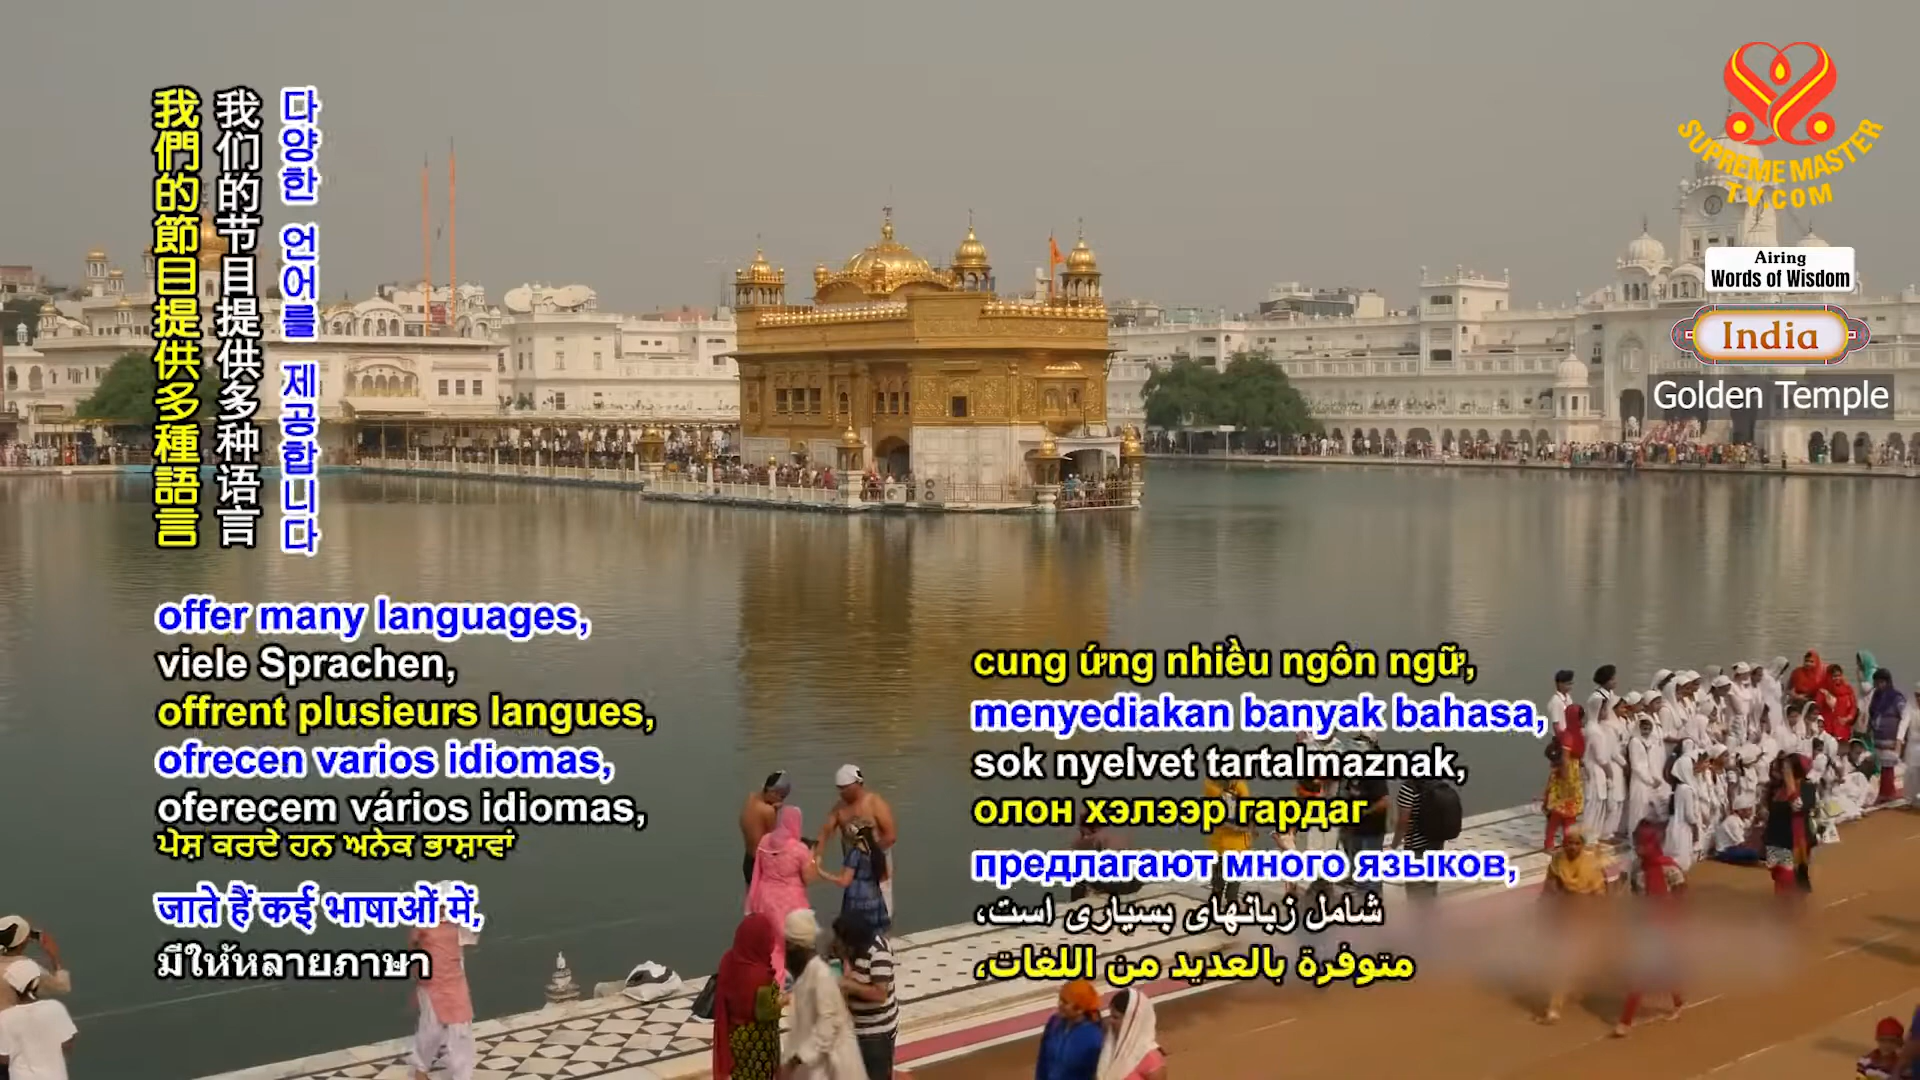 我們的節目提供多種語言
我们的节目提供多种语言
다양한 언어를 제공합니다
offer many languages,
viele Sprachen,
offrent plusieurs langues,
ofrecen varios idiomas,
oferecem vários idiomas,
ਪੇਸ਼ ਕਰਦੇ ਹਨ ਅਨੇਕ ਭਾਸ਼ਾਵਾਂ
जाते हैं कई भाषाओं में,
มีให้หลายภาษา
cung ứng nhiều ngôn ngữ,
menyediakan banyak bahasa,
sok nyelvet tartalmaznak,
олон хэлээр гардаг
предлагают много языков,
شامل زبانهای بسیاری است،
متوفرة بالعديد من اللغات،
SUPREME MASTER
TV.COM
Airing
Words of Wisdom
India
Golden Temple